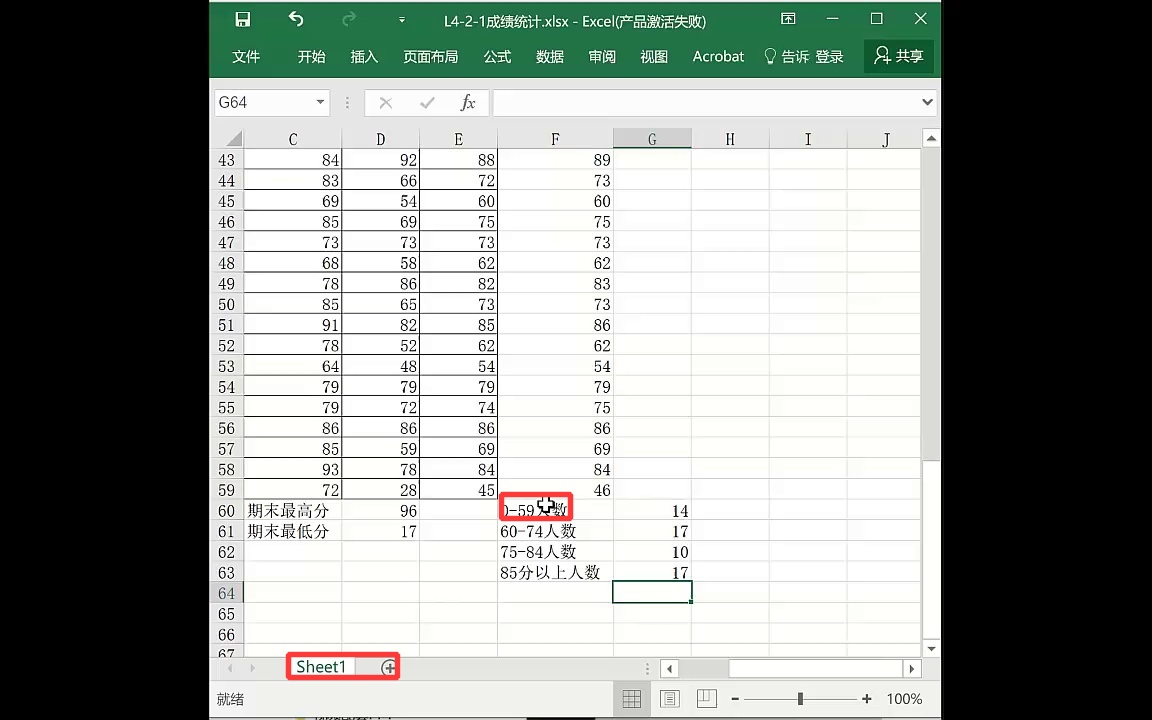 L4-2-1成绩统计.xlsx - Excel(产品激活失败)
文件 开始 插入 页面布局 公式 数据 审阅 视图 Acrobat 告诉 登录 共享
G64 fx
C D E F G H I J
43 84 92 88 89
44 83 66 72 73
45 69 54 60 60
46 85 69 75 75
47 73 73 73 73
48 68 58 62 62
49 78 86 82 83
50 85 65 73 73
51 91 82 85 86
52 78 52 62 62
53 64 48 54 54
54 79 79 79 79
55 79 72 74 75
56 86 86 86 86
57 85 59 69 69
58 93 78 84 84
59 72 28 45 46
60 期末最高分 96 0-59人数 14
61 期末最低分 17 60-74人数 17
62 75-84人数 10
63 85分以上人数 17
64
65
66
67
Sheet1
就绪 100%